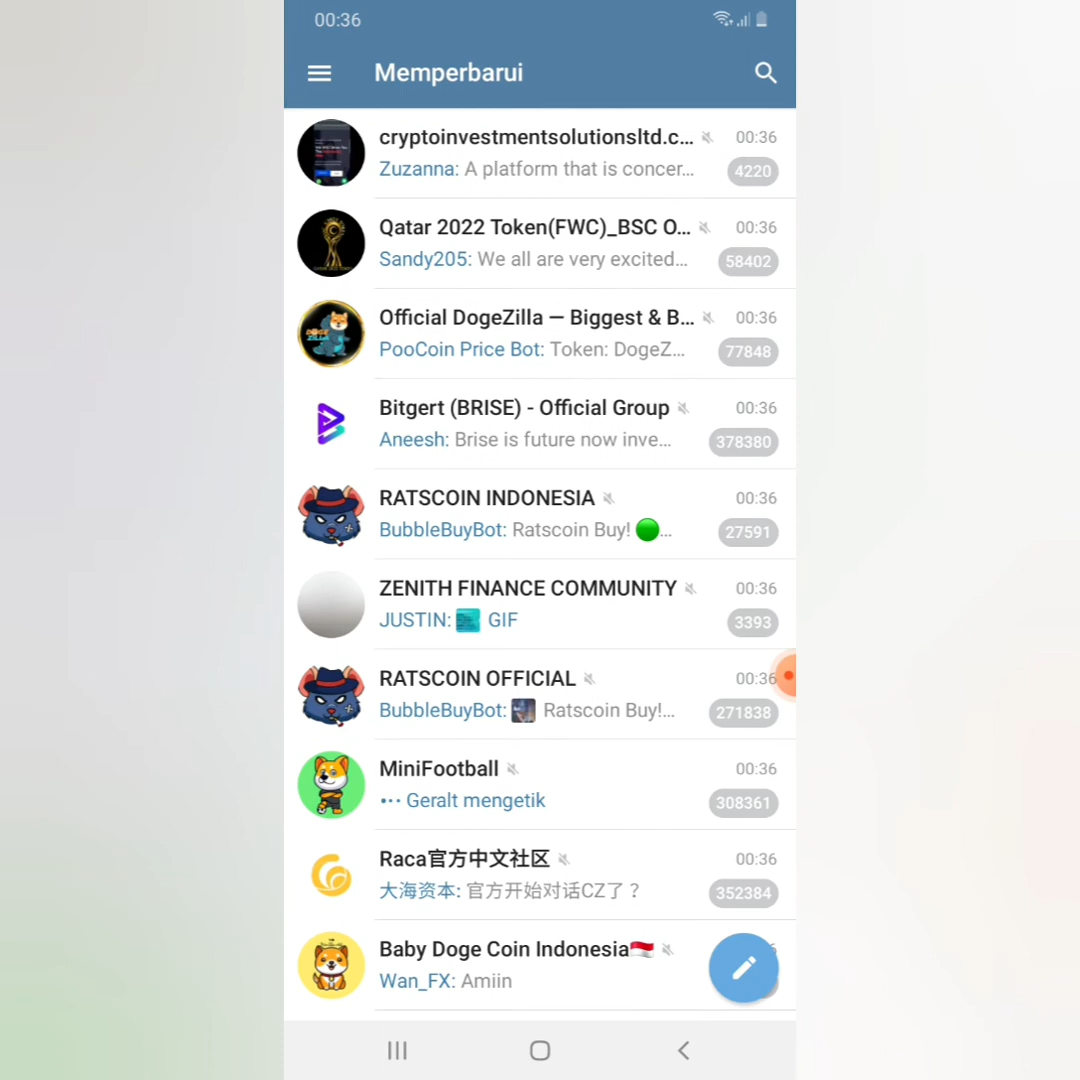 00:36
Memperbarui
cryptoinvestmentsolutionsltd.c... 00:36
Zuzanna: A platform that is concer... 4220
Qatar 2022 Token(FWC)_BSC O... 00:36
Sandy205: We all are very excited... 58402
Official DogeZilla — Biggest & B... 00:36
PooCoin Price Bot: Token: DogeZ... 77848
Bitgert (BRISE) - Official Group 00:36
Aneesh: Brise is future now inve... 378380
RATSCOIN INDONESIA 00:36
BubbleBuyBot: Ratscoin Buy! 🟢... 27591
ZENITH FINANCE COMMUNITY 00:36
JUSTIN: GIF 3393
RATSCOIN OFFICIAL 00:36
BubbleBuyBot: Ratscoin Buy!... 271838
MiniFootball 00:36
••• Geralt mengetik 308361
Raca官方中文社区 00:36
大海资本: 官方开始对话CZ了？ 352384
Baby Doge Coin Indonesia🇮🇩
Wan_FX: Amiin